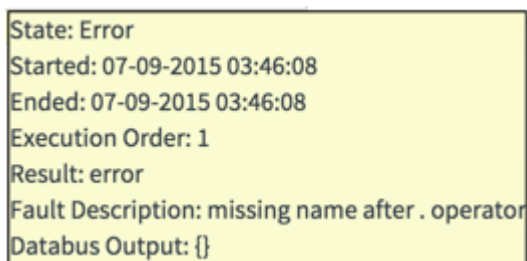 State: Error
Started: 07-09-2015 03:46:08
Ended: 07-09-2015 03:46:08
Execution Order: 1
Result: error
Fault Description: missing name after . operator
Databus Output: {}